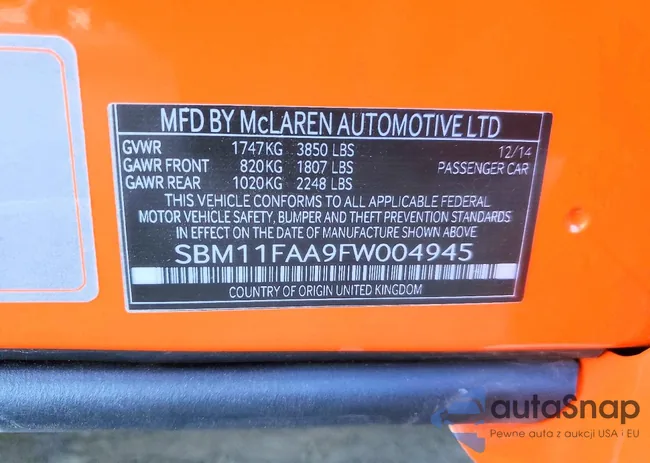 MFD BY McLAREN AUTOMOTIVE LTD
GVWR 1747KG 3850 LBS 12/14
GAWR FRONT 820KG 1807 LBS PASSENGER CAR
GAWR REAR 1020KG 2248 LBS
THIS VEHICLE CONFORMS TO ALL APPLICABLE FEDERAL
MOTOR VEHICLE SAFETY, BUMPER AND THEFT PREVENTION STANDARDS
IN EFFECT ON THE DATE OF MANUFACTURE SHOWN ABOVE
SBM11FAA9FW004945
COUNTRY OF ORIGIN UNITED KINGDOM
autaSnap
Pewne auta z aukcji USA i EU